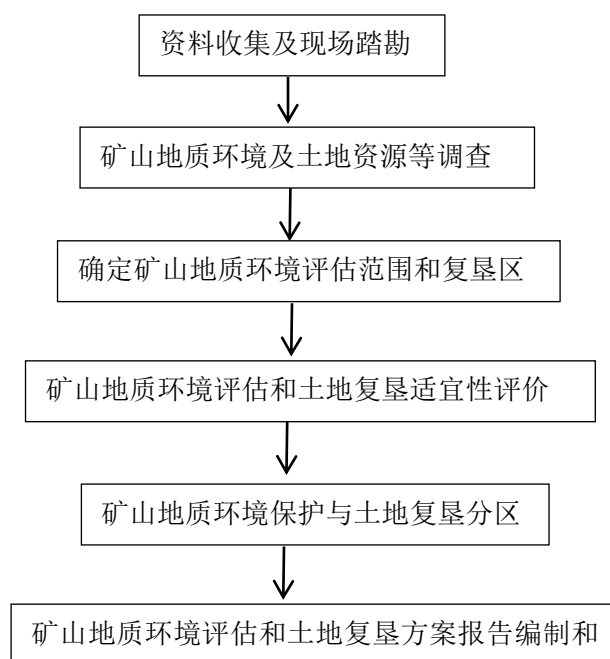 资料收集及现场踏勘
矿山地质环境及土地资源等调查
确定矿山地质环境评估范围和复垦区
矿山地质环境评估和土地复垦适宜性评价
矿山地质环境保护与土地复垦分区
矿山地质环境评估和土地复垦方案报告编制和